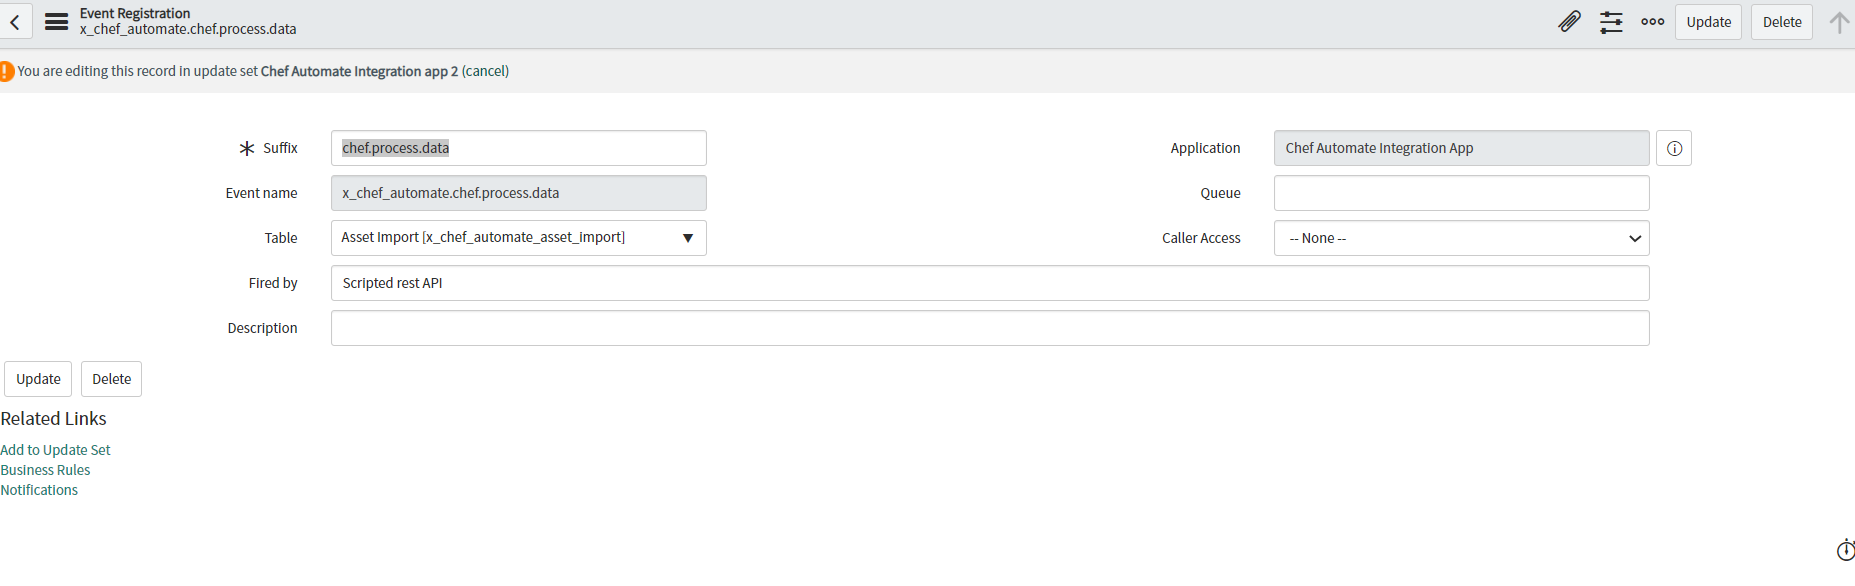 Event Registration
x_chef_automate.chef.process.data
Update
Delete
You are editing this record in update set Chef Automate Integration app 2 (cancel)
Suffix
chef.process.data
Application
Chef Automate Integration App
Event name
x_chef_automate.chef.process.data
Queue
Table
Asset Import [x_chef_automate_asset_import]
Caller Access
-- None --
Fired by
Scripted rest API
Description
Update
Delete
Related Links
Add to Update Set
Business Rules
Notifications